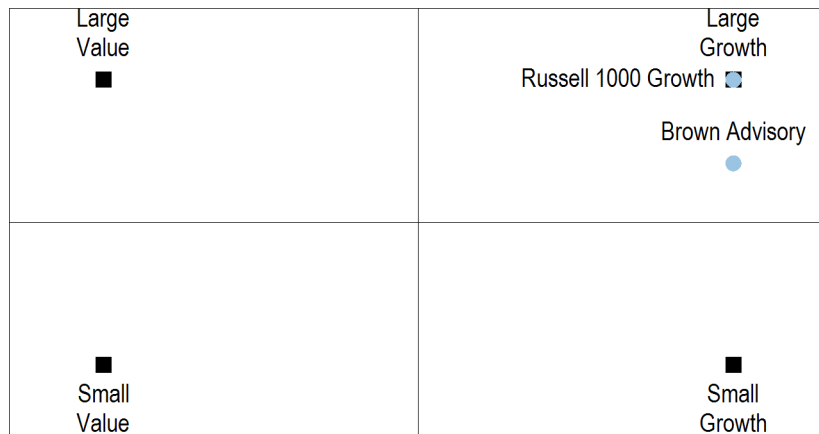 Large
Value
Large
Growth
Russell 1000 Growth
Brown Advisory
Small
Value
Small
Growth